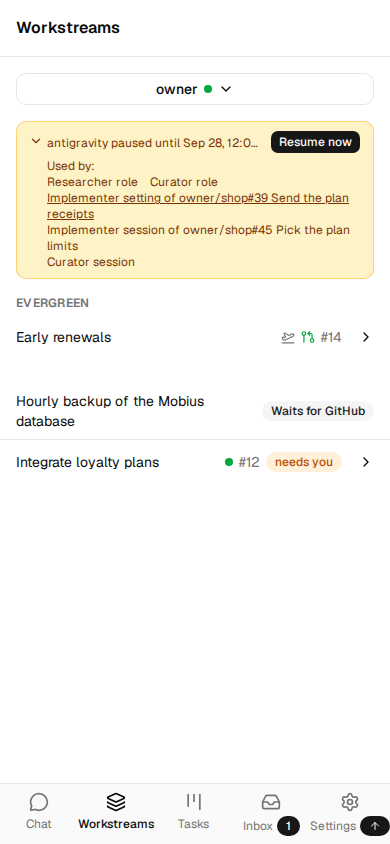 Workstreams
owner
antigravity paused until Sep 28, 12:0... Resume now
Used by:
Researcher role Curator role
Implementer setting of owner/shop#39 Send the plan
receipts
Implementer session of owner/shop#45 Pick the plan
limits
Curator session
EVERGREEN
Early renewals #14
Hourly backup of the Mobius
database
Waits for GitHub
Integrate loyalty plans #12 needs you
Chat Workstreams Tasks Inbox 1 Settings